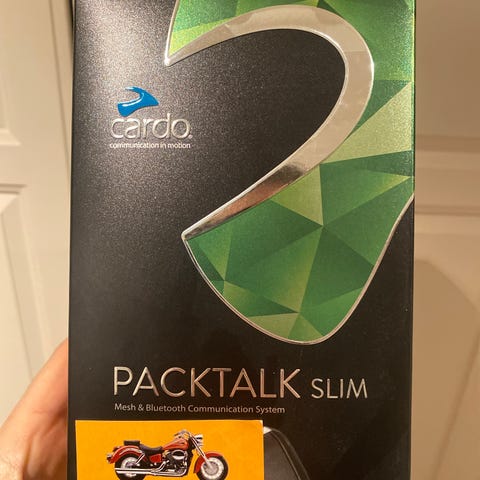 cardo
communication in motion
PACKTALK SLIM
Mesh & Bluetooth Communication System